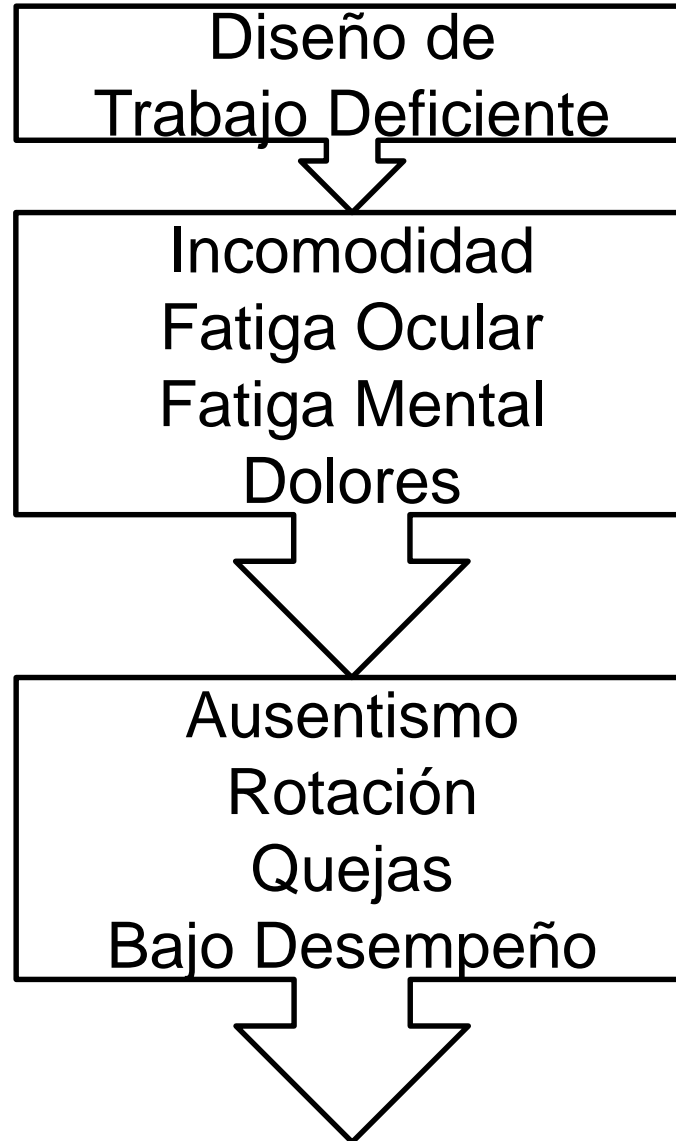 Diseño de
Trabajo Deficiente
Incomodidad
Fatiga Ocular
Fatiga Mental
Dolores
Ausentismo
Rotación
Quejas
Bajo Desempeño